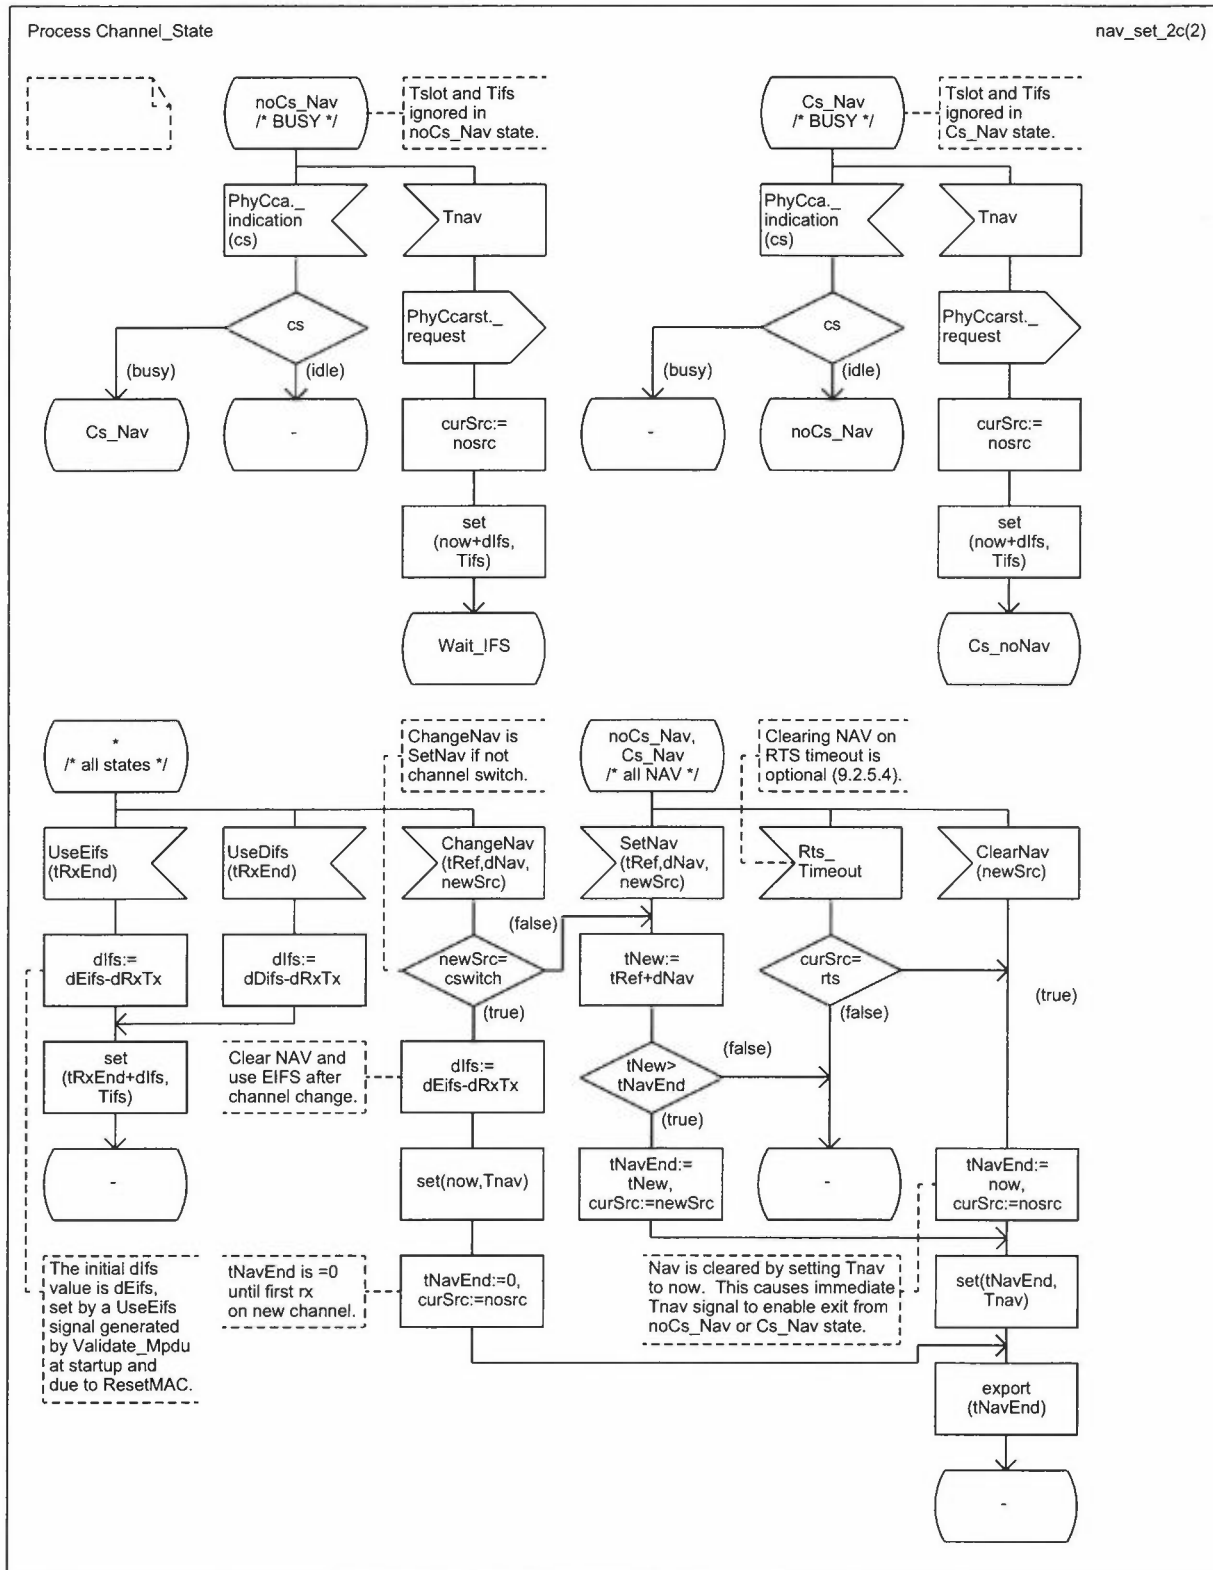 Process Channel_State
nav_set_2c(2)
noCs_Nav
/* BUSY */
Tslot and Tifs
ignored in
noCs_Nav state.
Cs_Nav
/* BUSY */
Tslot and Tifs
ignored in
Cs_Nav state.
PhyCca._
indication
(cs)
Tnav
PhyCca._
indication
(cs)
Tnav
cs
PhyCcarst._
request
cs
PhyCcarst._
request
(busy)
(idle)
(busy)
(idle)
Cs_Nav
-
curSrc:=
nosrc
-
noCs_Nav
curSrc:=
nosrc
set
(now+dIfs,
Tifs)
set
(now+dIfs,
Tifs)
Wait_IFS
Cs_noNav
*
/* all states */
ChangeNav is
SetNav if not
channel switch.
noCs_Nav,
Cs_Nav
/* all NAV */
Clearing NAV on
RTS timeout is
optional (9.2.5.4).
UseEifs
(tRxEnd)
UseDifs
(tRxEnd)
ChangeNav
(tRef,dNav,
newSrc)
SetNav
(tRef,dNav,
newSrc)
Rts_
Timeout
ClearNav
(newSrc)
(false)
dIfs:=
dEifs-dRxTx
dIfs:=
dDifs-dRxTx
newSrc=
cswitch
tNew:=
tRef+dNav
curSrc=
rts
(true)
(true)
(false)
set
(tRxEnd+dIfs,
Tifs)
Clear NAV and
use EIFS after
channel change.
dIfs:=
dEifs-dRxTx
tNew>
tNavEnd
(false)
(true)
-
set(now,Tnav)
tNavEnd:=
tNew,
curSrc:=newSrc
-
tNavEnd:=
now,
curSrc:=nosrc
The initial dIfs
value is dEifs,
set by a UseEifs
signal generated
by Validate_Mpdu
at startup and
due to ResetMAC.
tNavEnd is =0
until first rx
on new channel.
tNavEnd:=0,
curSrc:=nosrc
Nav is cleared by setting Tnav
to now. This causes immediate
Tnav signal to enable exit from
noCs_Nav or Cs_Nav state.
set(tNavEnd,
Tnav)
export
(tNavEnd)
-